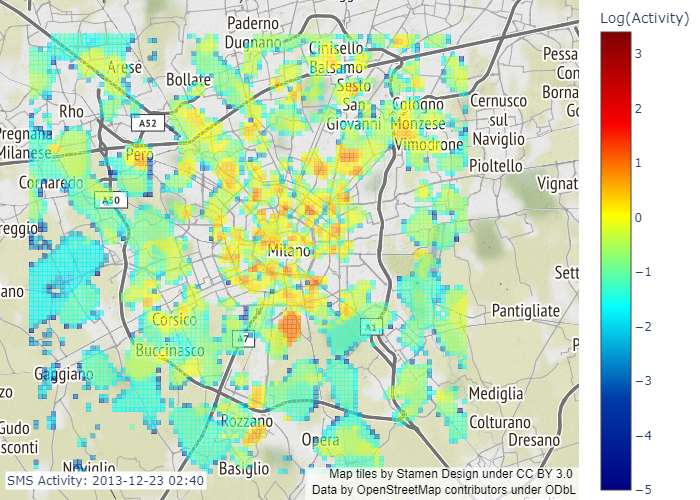 Log(Activity)
3
2
1
0
−1
−2
−3
−4
−5
Paderno
Dugnano
Cinisello
Balsamo
Arese
Bollate
Sesto
San
Giovanni
Cologno
Monzese
Vimodrone
Cernusco
sul
Naviglio
Pessa
Con
Borna
Go
Rho
A52
Pregnana
Milanese
Pero
Pioltello
Cornaredo
Vignat
A50
reggio
Milano
Sett
ano
Pantigliate
Corsico
A7
A1
P
Buccinasco
Gaggiano
Mediglia
zo
Rozzano
Colturano
Gudo
sconti
Opera
Dresano
Noviglio
Basiglio
SMS Activity: 2013-12-23 02:40
Map tiles by Stamen Design under CC BY 3.0
Data by OpenStreetMap contributors under ODbL